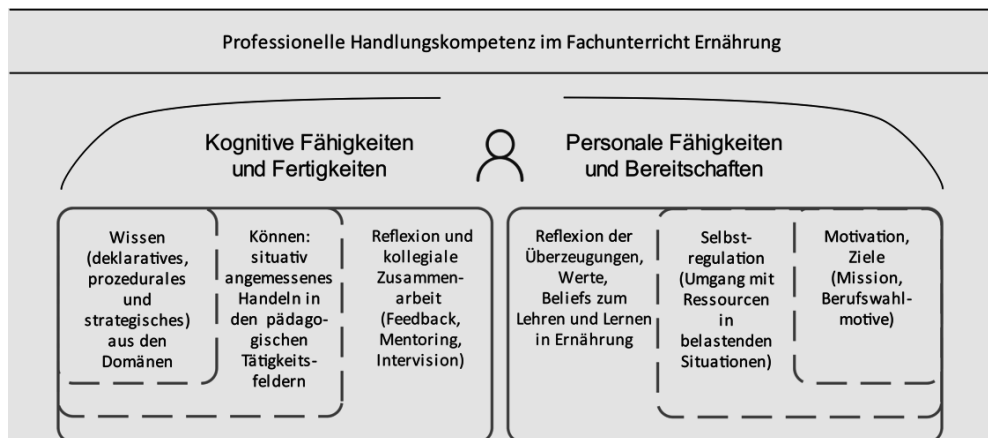 Professionelle Handlungskompetenz im Fachunterricht Ernährung
Kognitive Fähigkeiten
und Fertigkeiten
Personale Fähigkeiten
und Bereitschaften
Wissen
(deklaratives,
prozedurales
und
strategisches)
aus den
Domänen
Können:
situativ
angemessenes
Handeln in
den pädago-
gischen
Tätigkeits-
feldern
Reflexion und
kollegiale
Zusammen-
arbeit
(Feedback,
Mentoring,
Intervision)
Reflexion der
Überzeugungen,
Werte,
Beliefs zum
Lehren und Lernen
in Ernährung
Selbst-
regulation
(Umgang mit
Ressourcen
in
belastenden
Situationen)
Motivation,
Ziele
(Mission,
Berufswahl-
motive)